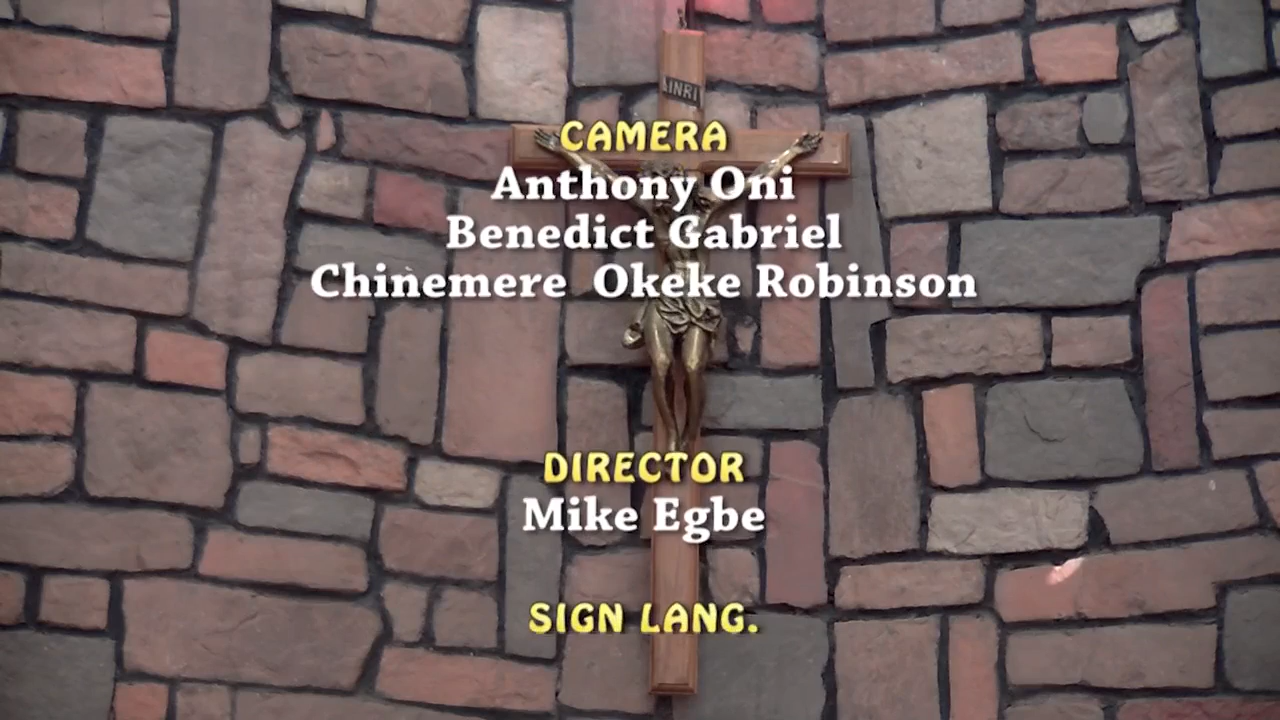 INRI
CAMERA
Anthony Oni
Benedict Gabriel
Chinemere Okeke Robinson
DIRECTOR
Mike Egbe
SIGN LANG.